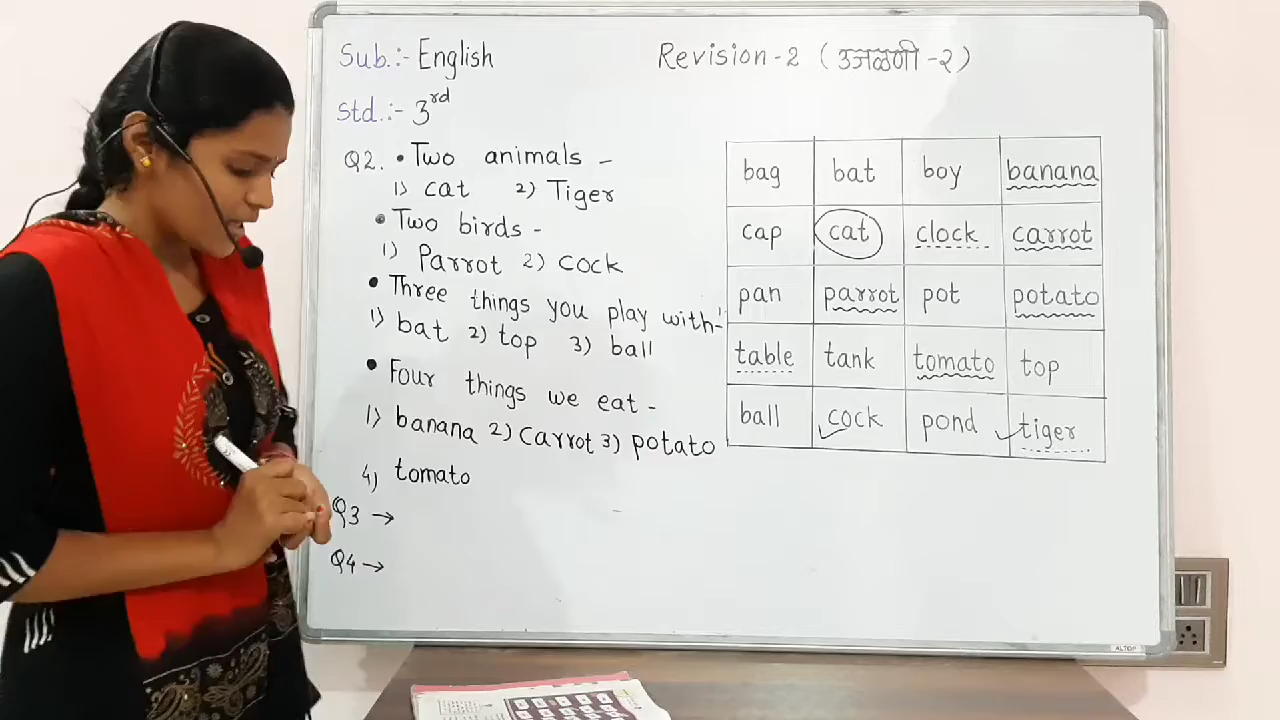 Sub.:- English
Revision-2 (उजळणी-२)
Std.:- 3rd
Q2. • Two animals -
1) cat 2) Tiger
• Two birds -
1) Parrot 2) cock
• Three things you play with-
1) bat 2) top 3) ball
• Four things we eat -
1) banana 2) carrot 3) potato
4) tomato
Q3 →
Q4 →
bag bat boy banana
cap cat clock carrot
pan parrot pot potato
table tank tomato top
ball cock pond tiger
ALTOP